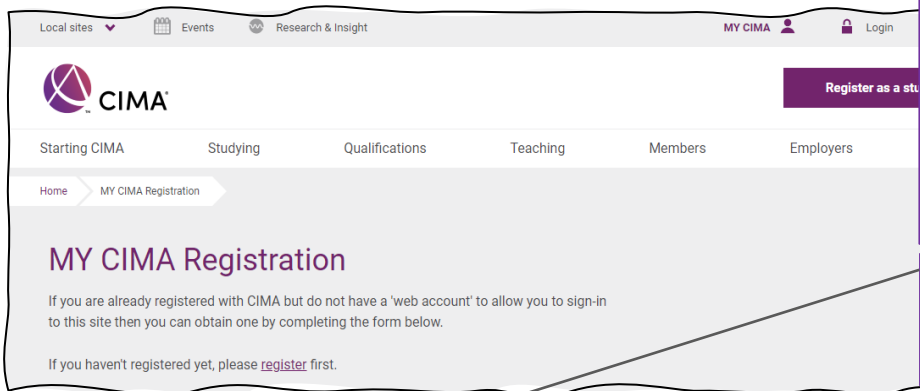 Local sites Events Research & Insight MY CIMA Login
CIMA
Register as a stu
Starting CIMA Studying Qualifications Teaching Members Employers
Home MY CIMA Registration
MY CIMA Registration
If you are already registered with CIMA but do not have a 'web account' to allow you to sign-in
to this site then you can obtain one by completing the form below.
If you haven't registered yet, please register first.